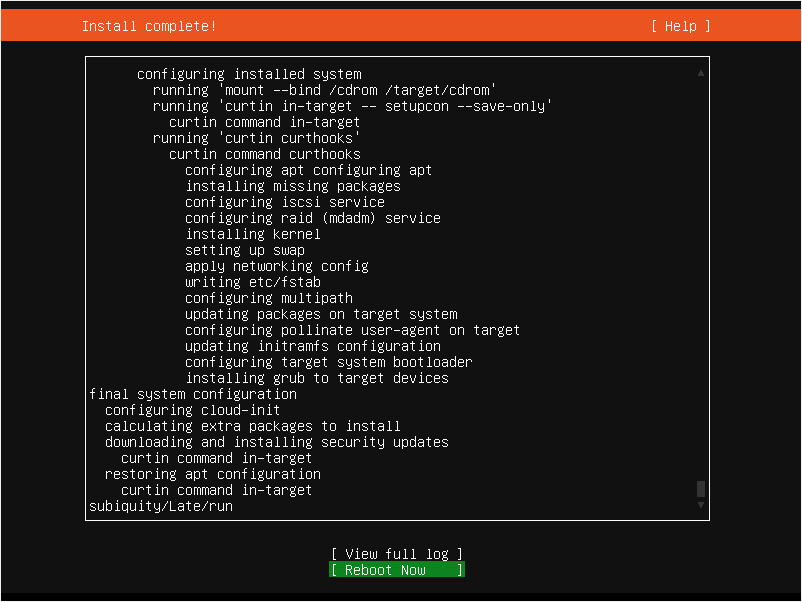 Install complete!
[ Help ]
configuring installed system
running 'mount --bind /cdrom /target/cdrom'
running 'curtin in-target -- setupcon --save-only'
curtin command in-target
running 'curtin curthooks'
curtin command curthooks
configuring apt configuring apt
installing missing packages
configuring iscsi service
configuring raid (mdadm) service
installing kernel
setting up swap
apply networking config
writing etc/fstab
configuring multipath
updating packages on target system
configuring pollinate user-agent on target
updating initramfs configuration
configuring target system bootloader
installing grub to target devices
final system configuration
configuring cloud-init
calculating extra packages to install
downloading and installing security updates
curtin command in-target
restoring apt configuration
curtin command in-target
subiquity/Late/run
[ View full log ]
[ Reboot Now ]